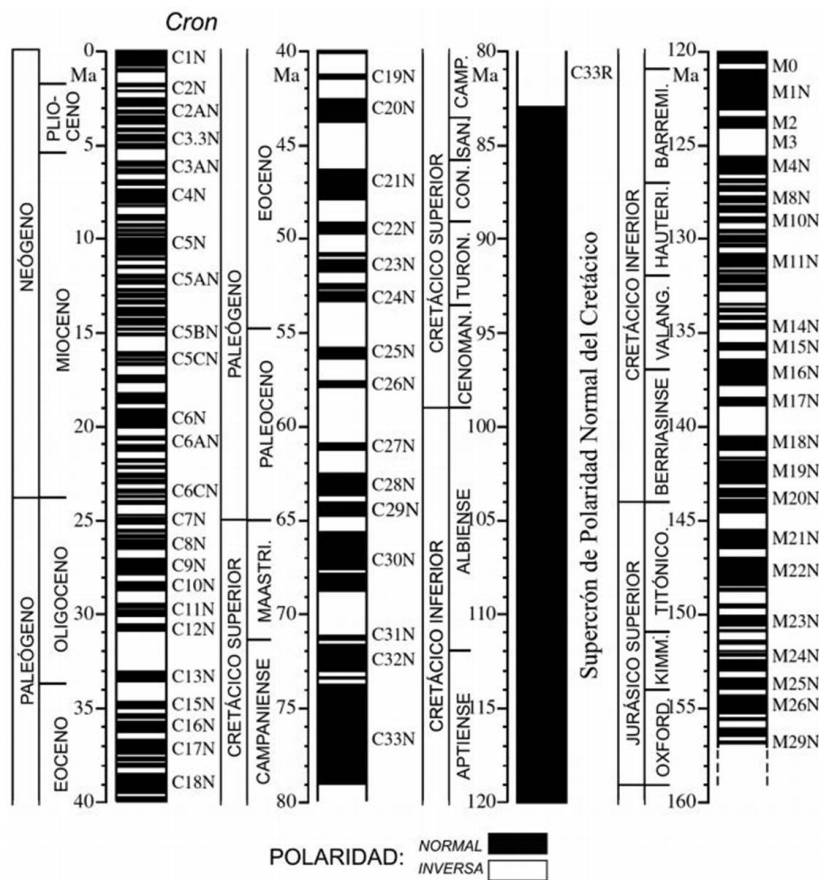 Cron
0
Ma
5
10
15
20
25
30
35
40
NEÓGENO
PALEÓGENO
PLIO-
CENO
MIOCENO
OLIGOCENO
EOCENO
C1N
C2N
C2AN
C3.3N
C3AN
C4N
C5N
C5AN
C5BN
C5CN
C6N
C6AN
C6CN
C7N
C8N
C9N
C10N
C11N
C12N
C13N
C15N
C16N
C17N
C18N
PALEÓGENO
CRETÁCICO SUPERIOR
EOCENO
PALEOCENO
MAASTRI.
CAMPANIENSE
40
Ma
45
50
55
60
65
70
75
80
C19N
C20N
C21N
C22N
C23N
C24N
C25N
C26N
C27N
C28N
C29N
C30N
C31N
C32N
C33N
CRETÁCICO SUPERIOR
CRETÁCICO INFERIOR
CAMP.
SAN.
CON.
TURON.
CENOMAN.
ALBIENSE
APTIENSE
80
Ma
85
90
95
100
105
110
115
120
C33R
Supercrón de Polaridad Normal del Cretácico
CRETÁCICO INFERIOR
JURÁSICO SUPERIOR
BARREMI.
HAUTERI.
VALANG.
BERRIASINSE
TITÓNICO.
KIMM.
OXFORD.
120
Ma
125
130
135
140
145
150
155
160
M0
M1N
M2
M3
M4N
M8N
M10N
M11N
M14N
M15N
M16N
M17N
M18N
M19N
M20N
M21N
M22N
M23N
M24N
M25N
M26N
M29N
POLARIDAD:
NORMAL
INVERSA